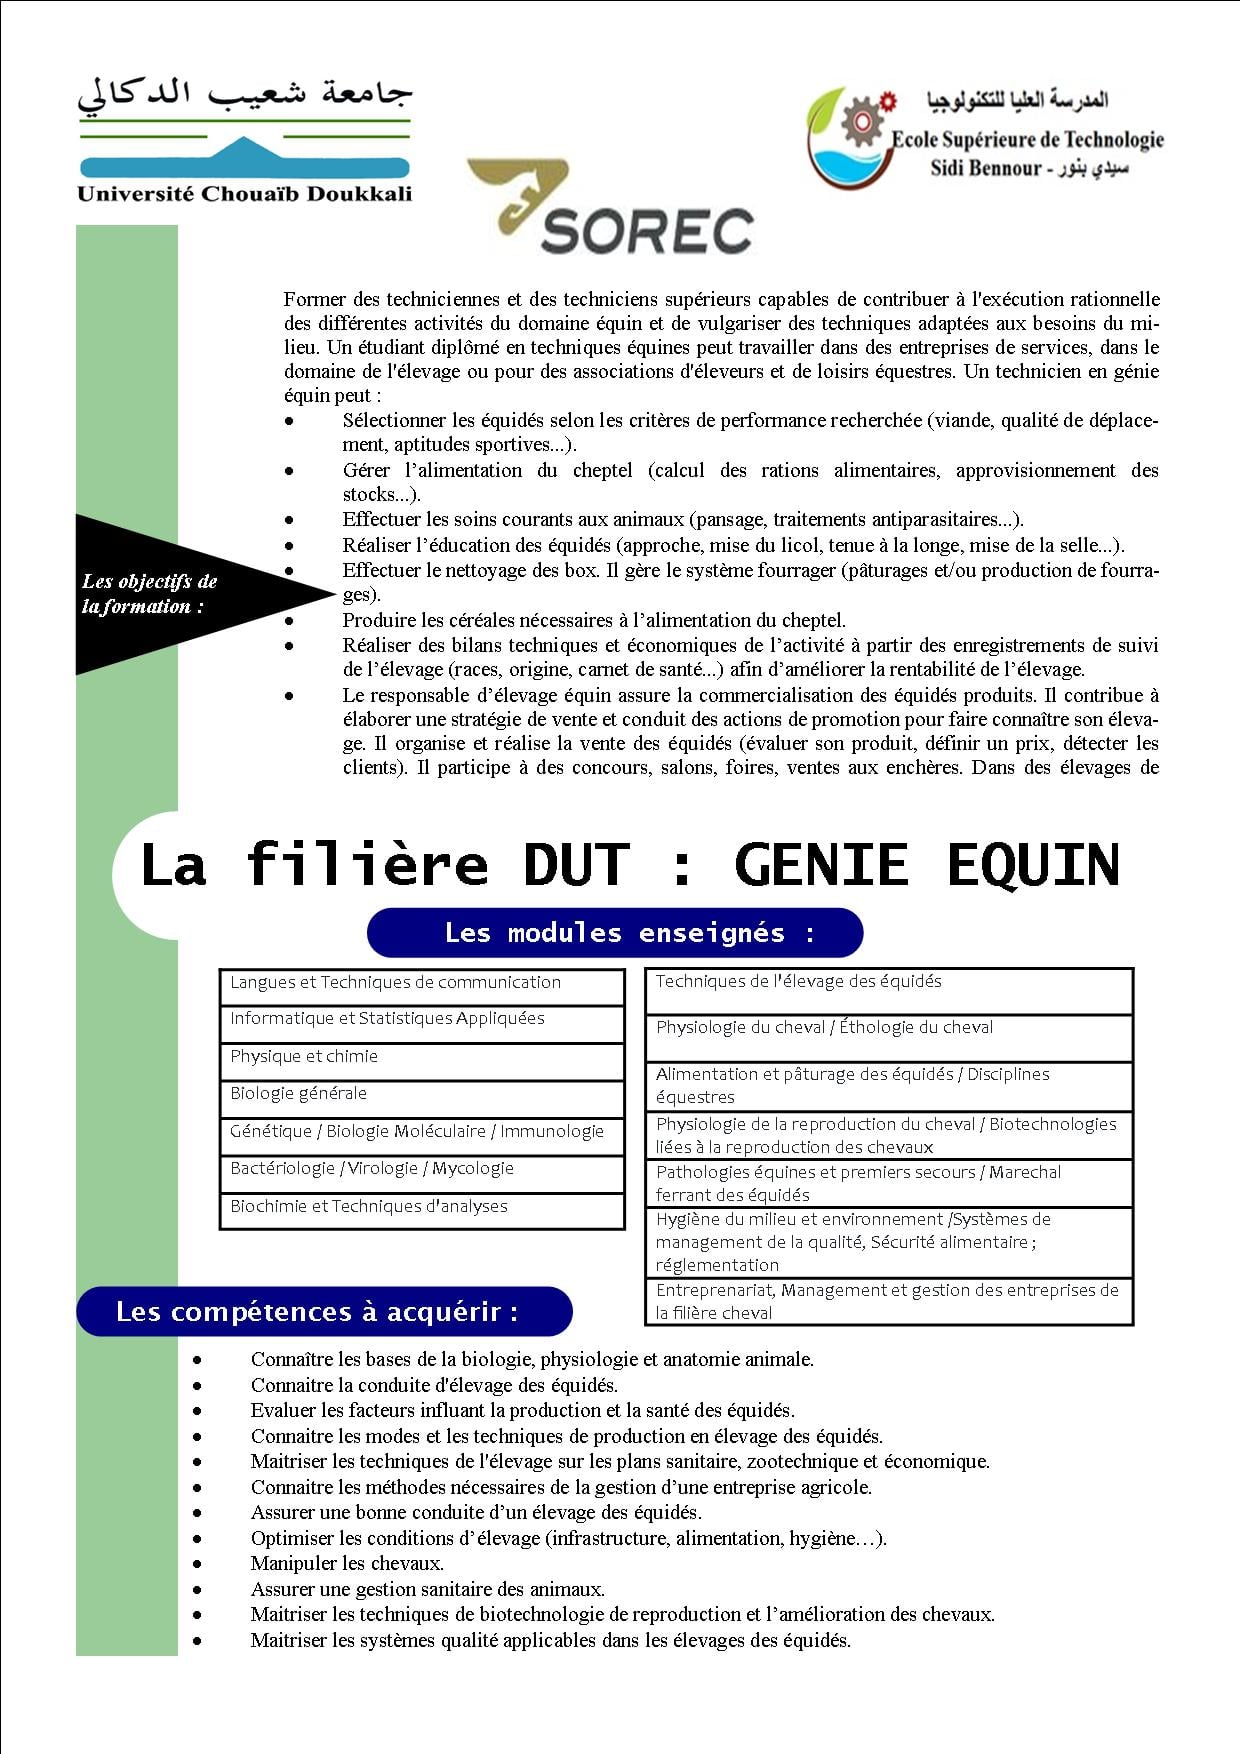 جامعة شعيب الدكالي
Université Chouaïb Doukkali
SOREC
المدرسة العليا للتكنولوجيا
Ecole Supérieure de Technologie
Sidi Bennour - سيدي بنور
Former des techniciennes et des techniciens supérieurs capables de contribuer à l'exécution rationnelle
des différentes activités du domaine équin et de vulgariser des techniques adaptées aux besoins du mi-
lieu. Un étudiant diplômé en techniques équines peut travailler dans des entreprises de services, dans le
domaine de l'élevage ou pour des associations d'éleveurs et de loisirs équestres. Un technicien en génie
équin peut :
• Sélectionner les équidés selon les critères de performance recherchée (viande, qualité de déplace-
ment, aptitudes sportives...).
• Gérer l’alimentation du cheptel (calcul des rations alimentaires, approvisionnement des
stocks...).
• Effectuer les soins courants aux animaux (pansage, traitements antiparasitaires...).
• Réaliser l’éducation des équidés (approche, mise du licol, tenue à la longe, mise de la selle...).
• Effectuer le nettoyage des box. Il gère le système fourrager (pâturages et/ou production de fourra-
ges).
• Produire les céréales nécessaires à l’alimentation du cheptel.
• Réaliser des bilans techniques et économiques de l’activité à partir des enregistrements de suivi
de l’élevage (races, origine, carnet de santé...) afin d’améliorer la rentabilité de l’élevage.
• Le responsable d’élevage équin assure la commercialisation des équidés produits. Il contribue à
élaborer une stratégie de vente et conduit des actions de promotion pour faire connaître son éleva-
ge. Il organise et réalise la vente des équidés (évaluer son produit, définir un prix, détecter les
clients). Il participe à des concours, salons, foires, ventes aux enchères. Dans des élevages de
Les objectifs de
la formation :
La filière DUT : GENIE EQUIN
Les modules enseignés :
Langues et Techniques de communication
Informatique et Statistiques Appliquées
Physique et chimie
Biologie générale
Génétique / Biologie Moléculaire / Immunologie
Bactériologie / Virologie / Mycologie
Biochimie et Techniques d'analyses
Techniques de l'élevage des équidés
Physiologie du cheval / Éthologie du cheval
Alimentation et pâturage des équidés / Disciplines
équestres
Physiologie de la reproduction du cheval / Biotechnologies
liées à la reproduction des chevaux
Pathologies équines et premiers secours / Marechal
ferrant des équidés
Hygiène du milieu et environnement /Systèmes de
management de la qualité, Sécurité alimentaire ;
réglementation
Entreprenariat, Management et gestion des entreprises de
la filière cheval
Les compétences à acquérir :
• Connaître les bases de la biologie, physiologie et anatomie animale.
• Connaitre la conduite d'élevage des équidés.
• Evaluer les facteurs influant la production et la santé des équidés.
• Connaitre les modes et les techniques de production en élevage des équidés.
• Maitriser les techniques de l'élevage sur les plans sanitaire, zootechnique et économique.
• Connaitre les méthodes nécessaires de la gestion d’une entreprise agricole.
• Assurer une bonne conduite d’un élevage des équidés.
• Optimiser les conditions d’élevage (infrastructure, alimentation, hygiène…).
• Manipuler les chevaux.
• Assurer une gestion sanitaire des animaux.
• Maitriser les techniques de biotechnologie de reproduction et l’amélioration des chevaux.
• Maitriser les systèmes qualité applicables dans les élevages des équidés.